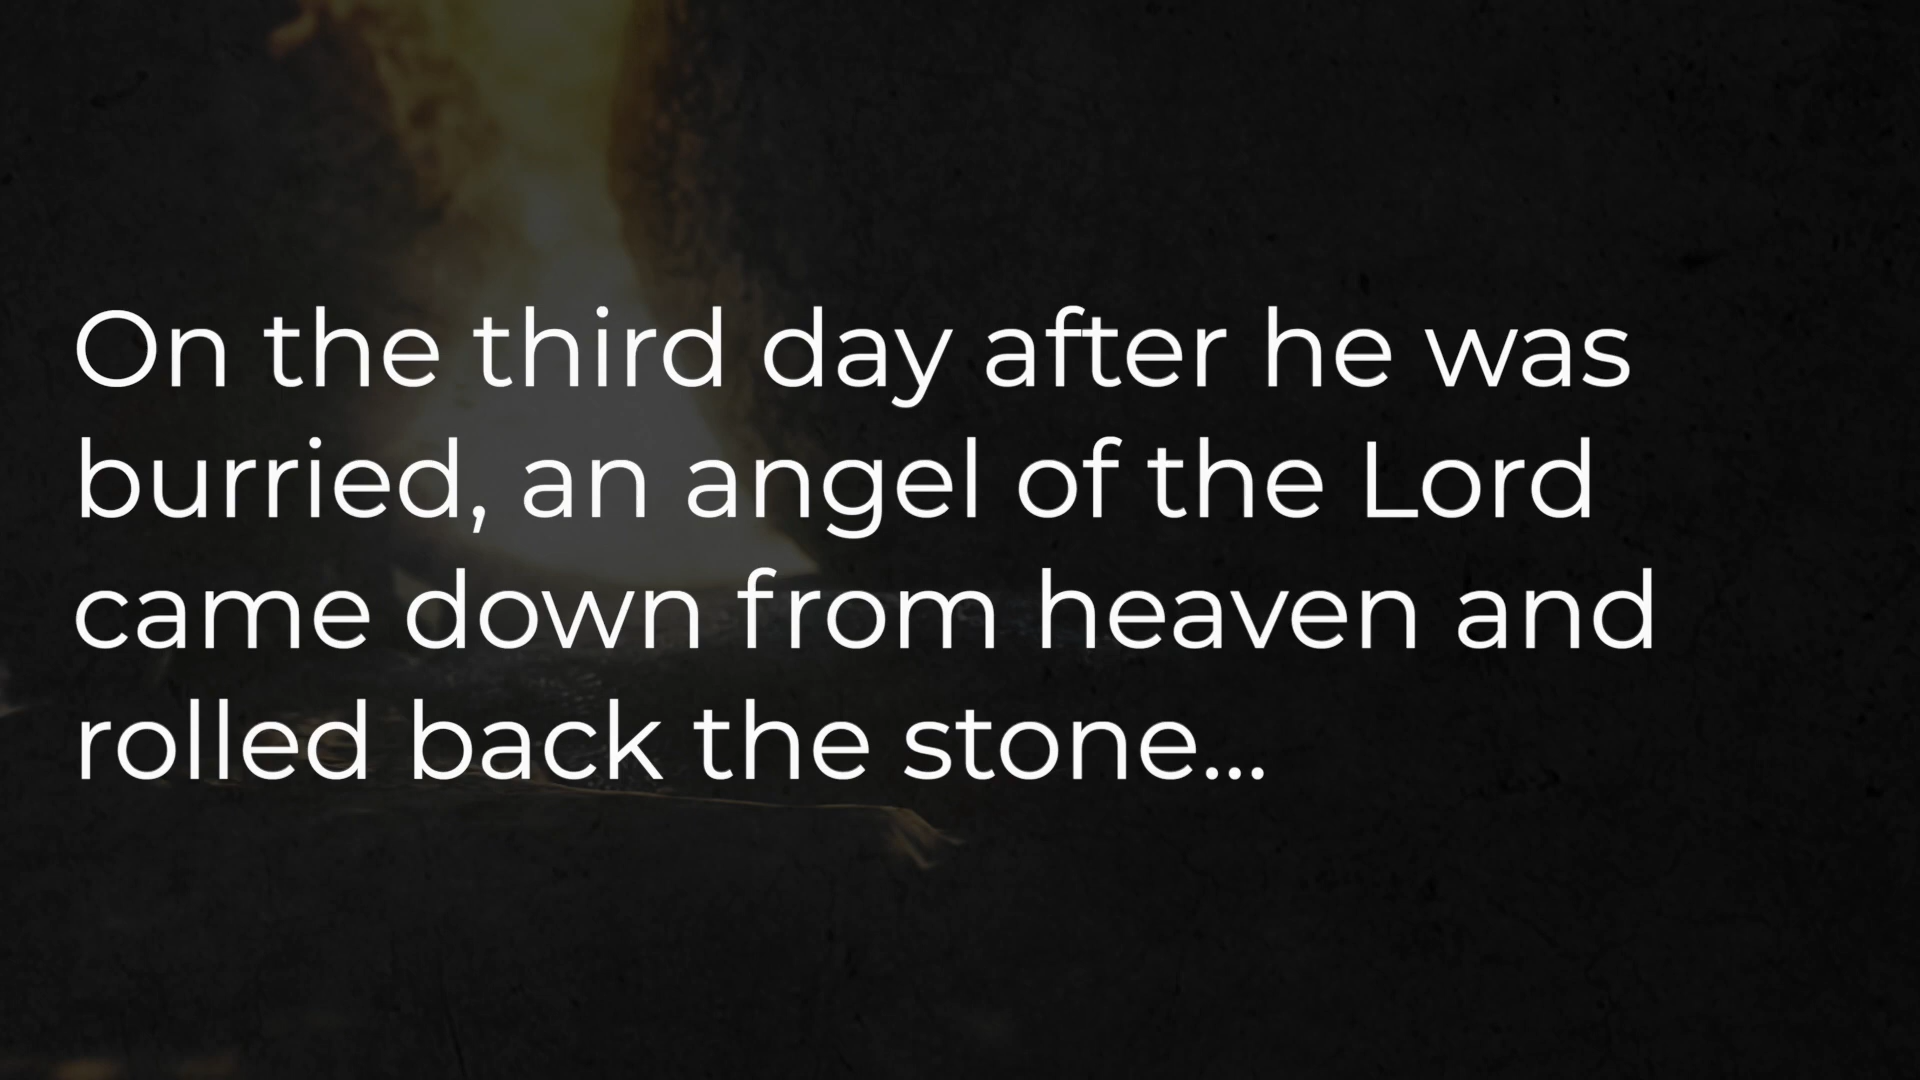 On the third day after he was
burried, an angel of the Lord
came down from heaven and
rolled back the stone...